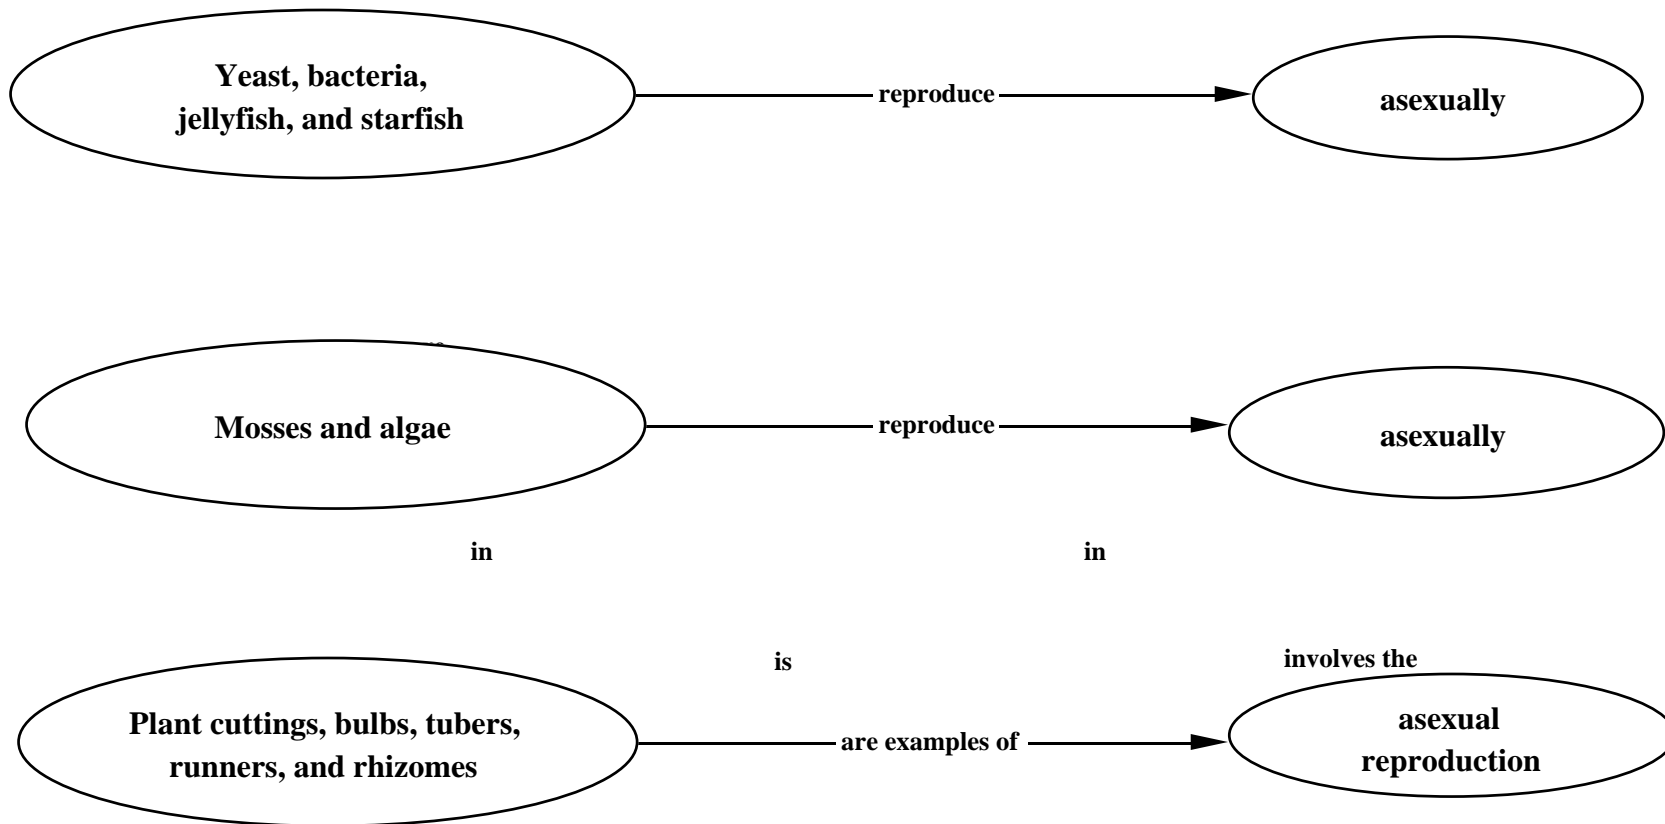 Yeast, bacteria,
jellyfish, and starfish
reproduce
asexually
Mosses and algae
reproduce
asexually
in
in
is
involves the
Plant cuttings, bulbs, tubers,
runners, and rhizomes
are examples of
asexual
reproduction